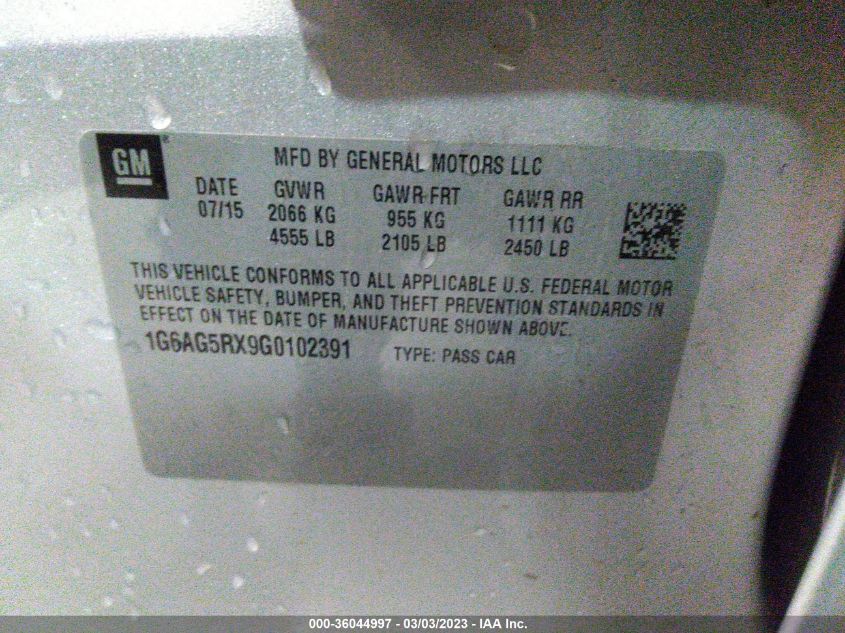 GM
MFD BY GENERAL MOTORS LLC
DATE GVWR GAWR FRT GAWR RR
07/15 2066 KG 955 KG 1111 KG
4555 LB 2105 LB 2450 LB
THIS VEHICLE CONFORMS TO ALL APPLICABLE U.S. FEDERAL MOTOR
VEHICLE SAFETY, BUMPER, AND THEFT PREVENTION STANDARDS IN
EFFECT ON THE DATE OF MANUFACTURE SHOWN ABOVE.
1G6AG5RX9G0102391 TYPE: PASS CAR
000-36044997 - 03/03/2023 - IAA Inc.